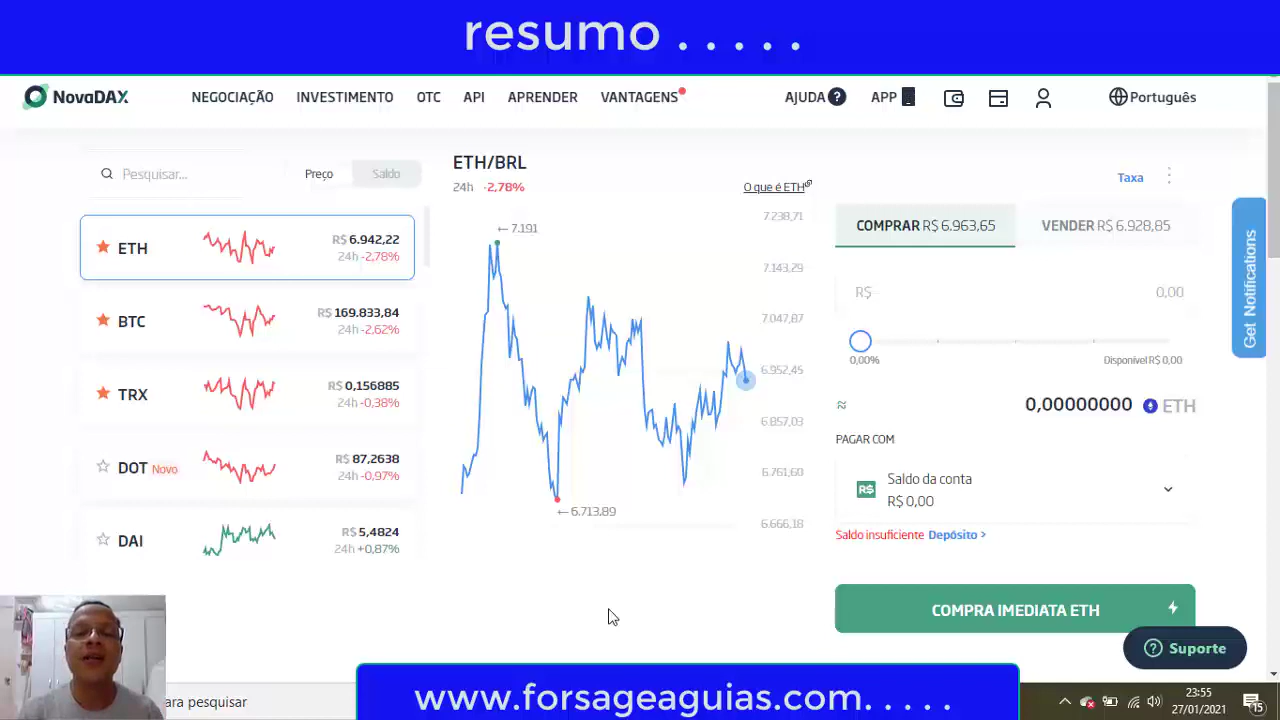 resumo . . . . .
NovaDAX NEGOCIAÇÃO INVESTIMENTO OTC API APRENDER VANTAGENS AJUDA ? APP Português
Pesquisar... Preço Saldo
ETH R$ 6.942,22
24h -2,78%
BTC R$ 169.833,84
24h -2,62%
TRX R$ 0,156885
24h -0,38%
DOT Novo R$ 87,2638
24h -0,97%
DAI R$ 5,4824
24h +0,87%
ETH/BRL
24h -2,78% O que é ETH
7.238,71
←7.191
7.143,29
7.047,87
6.952,45
6.857,03
6.761,60
←6.713,89
6.666,18
Taxa
COMPRAR R$ 6.963,65 VENDER R$ 6.928,85
R$ 0,00
0,00% Disponível R$ 0,00
≈ 0,00000000 ETH
PAGAR COM
R$ Saldo da conta
R$ 0,00
Saldo insuficiente Depósito >
COMPRA IMEDIATA ETH
? Suporte
Get Notifications
www.forsageaguias.com. . . . .
ara pesquisar
23:55
27/01/2021
15